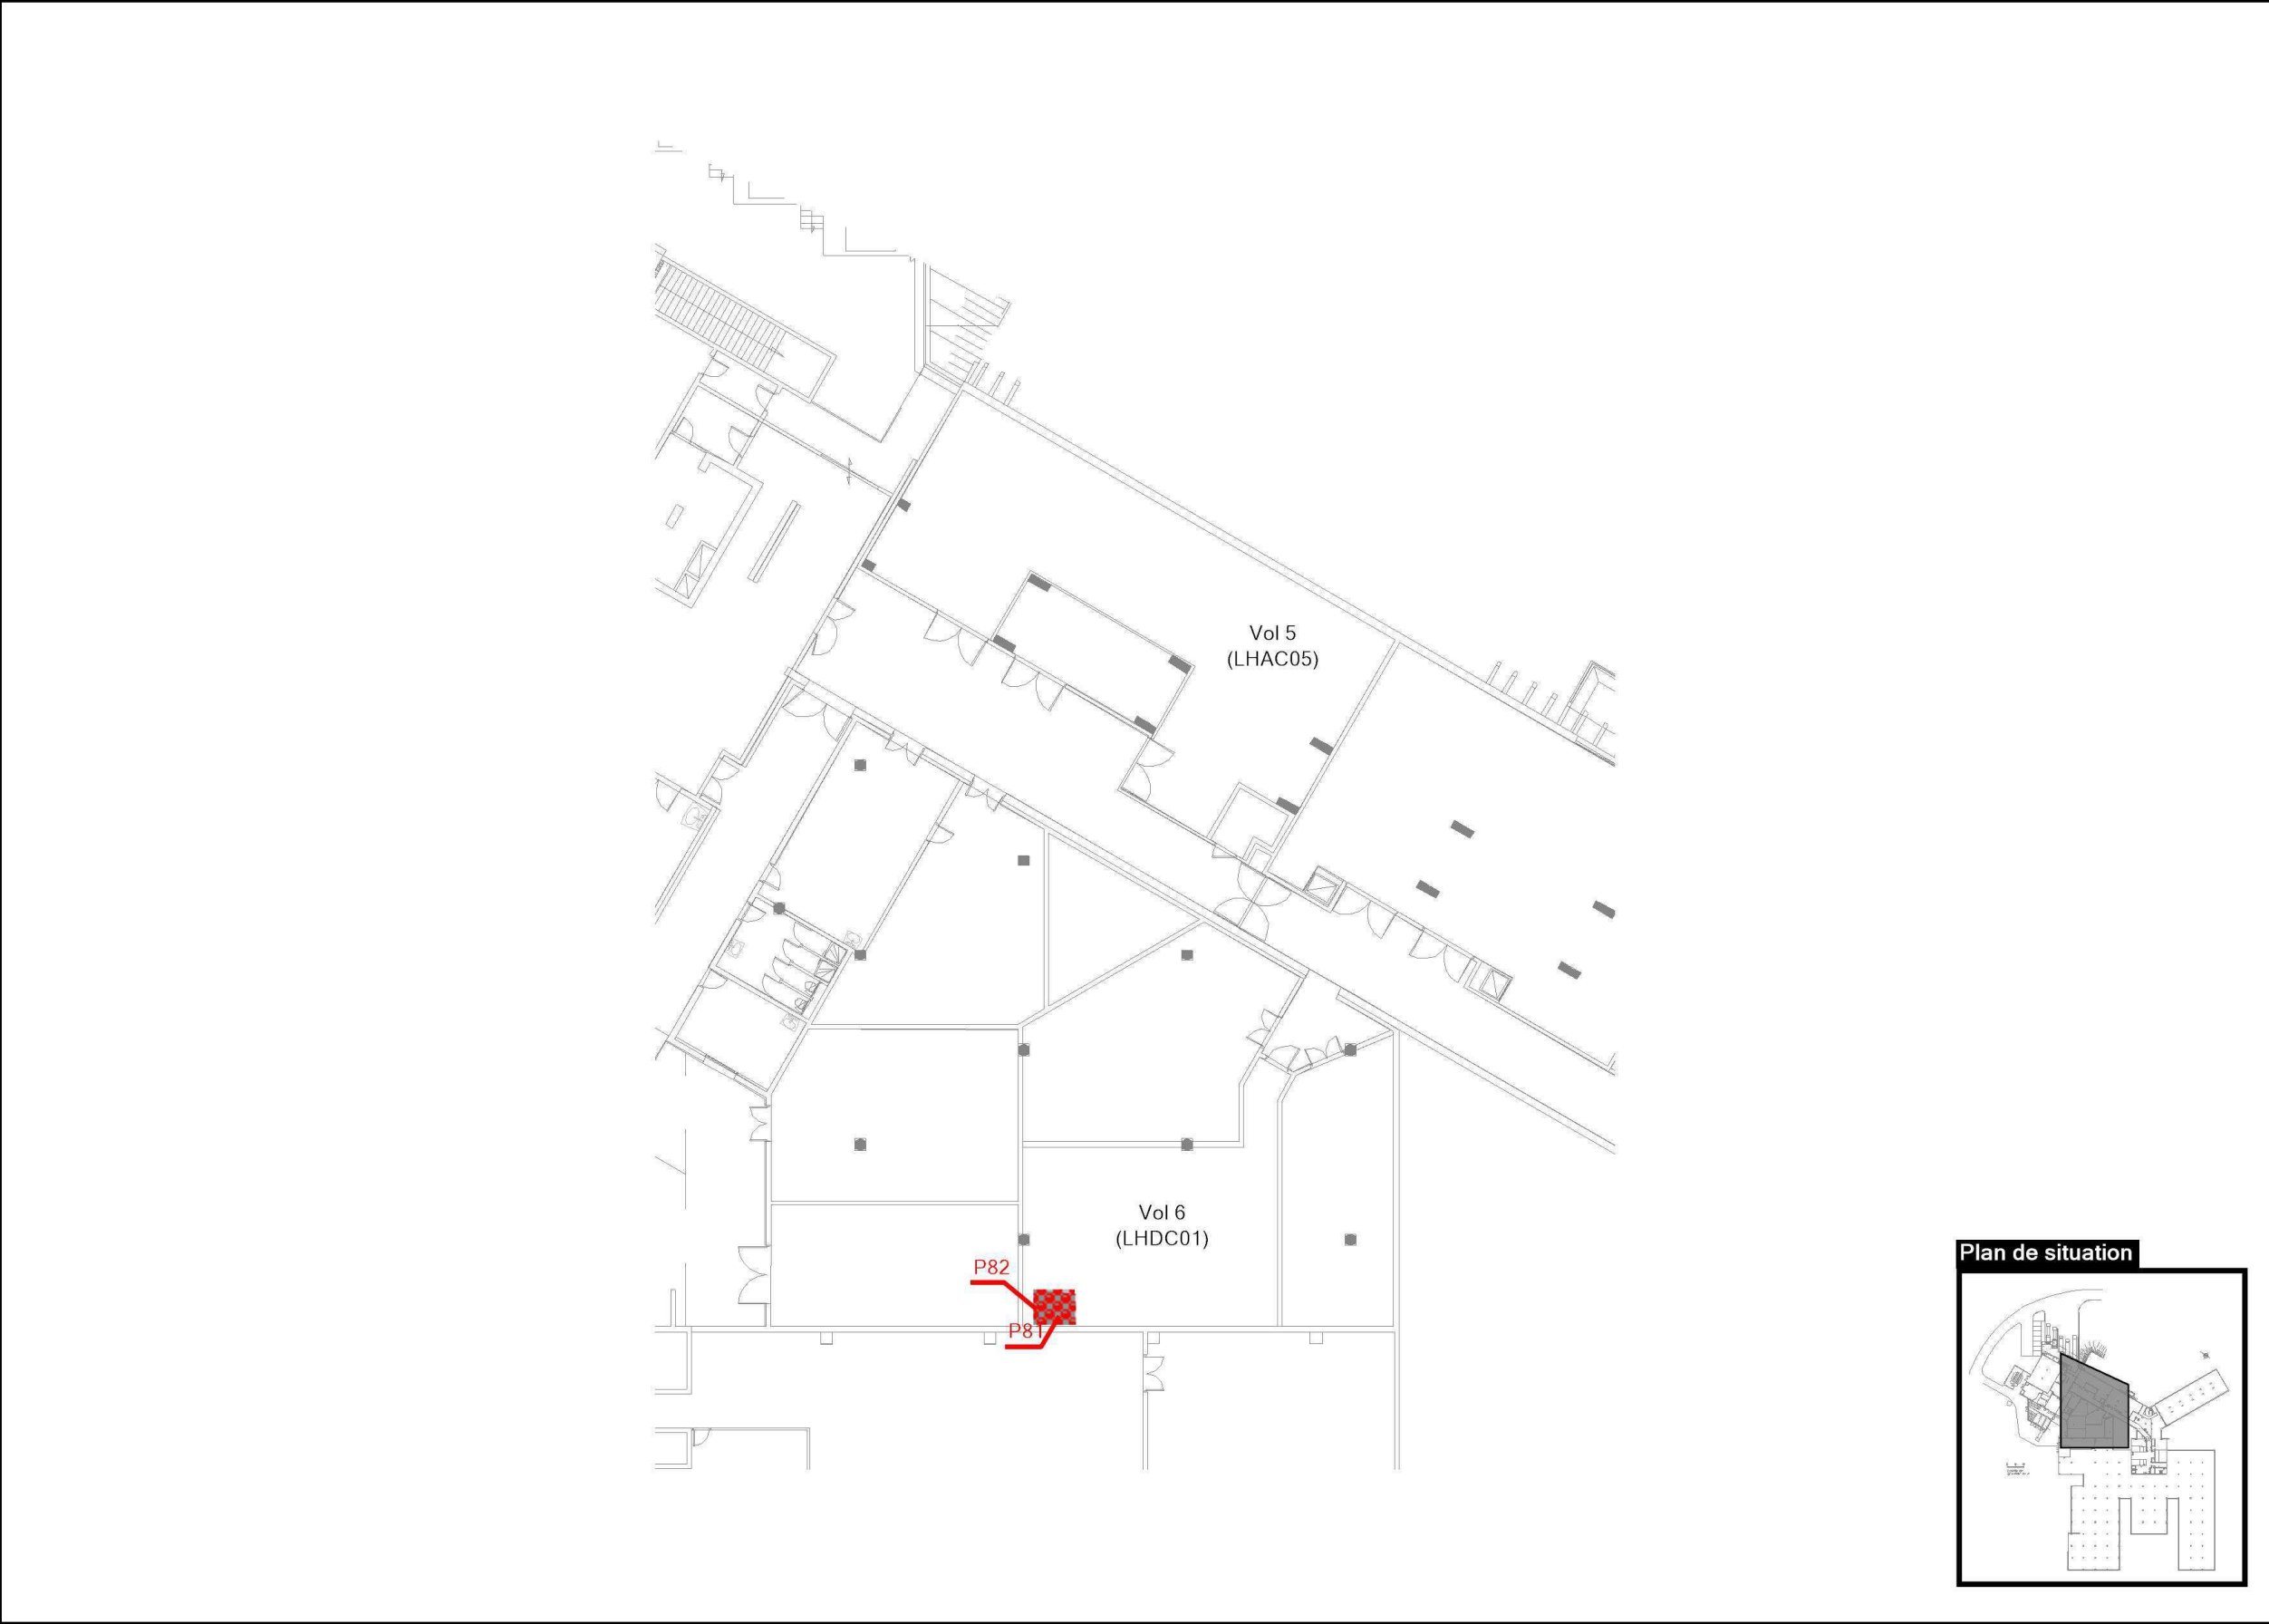 Vol 5
(LHAC05)
Vol 6
(LHDC01)
P82
P81
Plan de situation